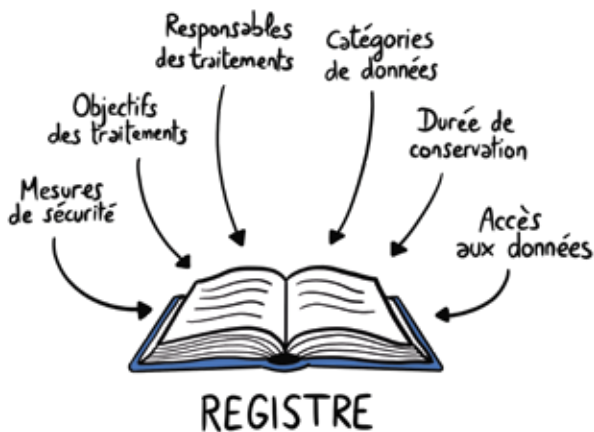 Responsables
des traitements
Catégories
de données
Objectifs
des traitements
Durée de
conservation
Mesures
de sécurité
Accès
aux données
REGISTRE